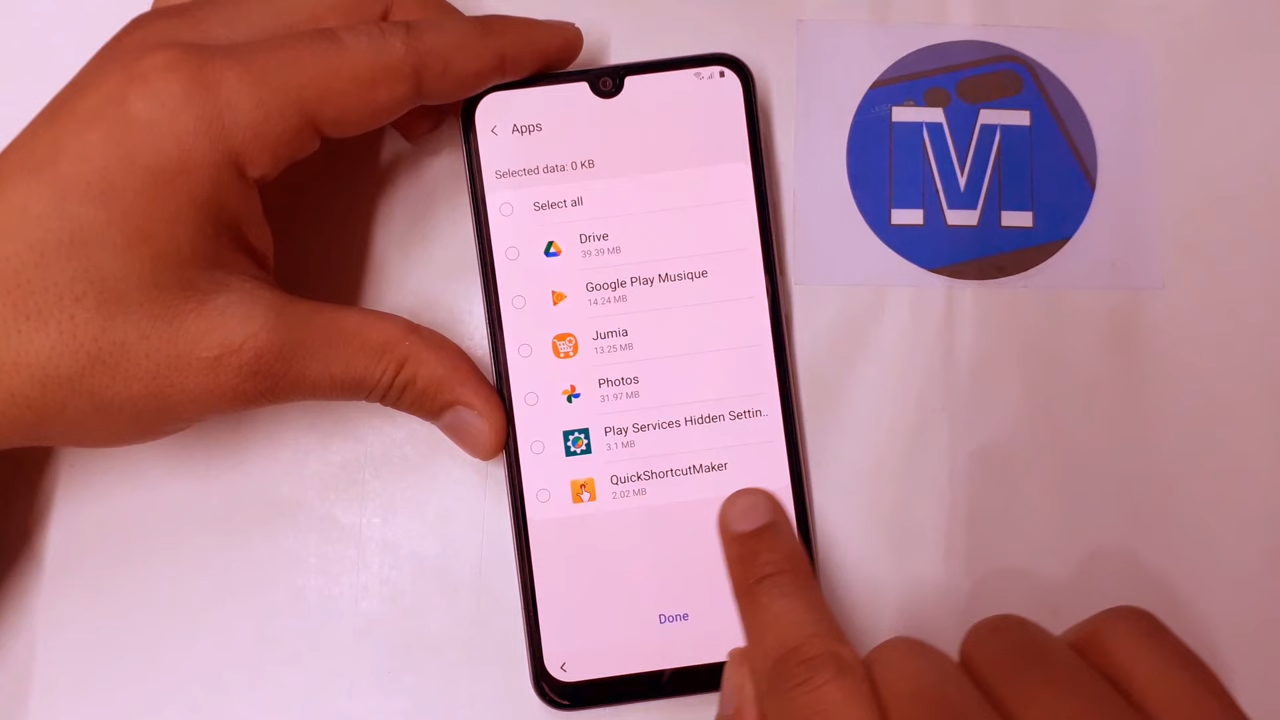 Apps
Selected data: 0 KB
Select all
Drive
39.39 MB
Google Play Musique
14.24 MB
Jumia
13.25 MB
Photos
31.97 MB
Play Services Hidden Settin..
3.1 MB
QuickShortcutMaker
2.02 MB
Done
M